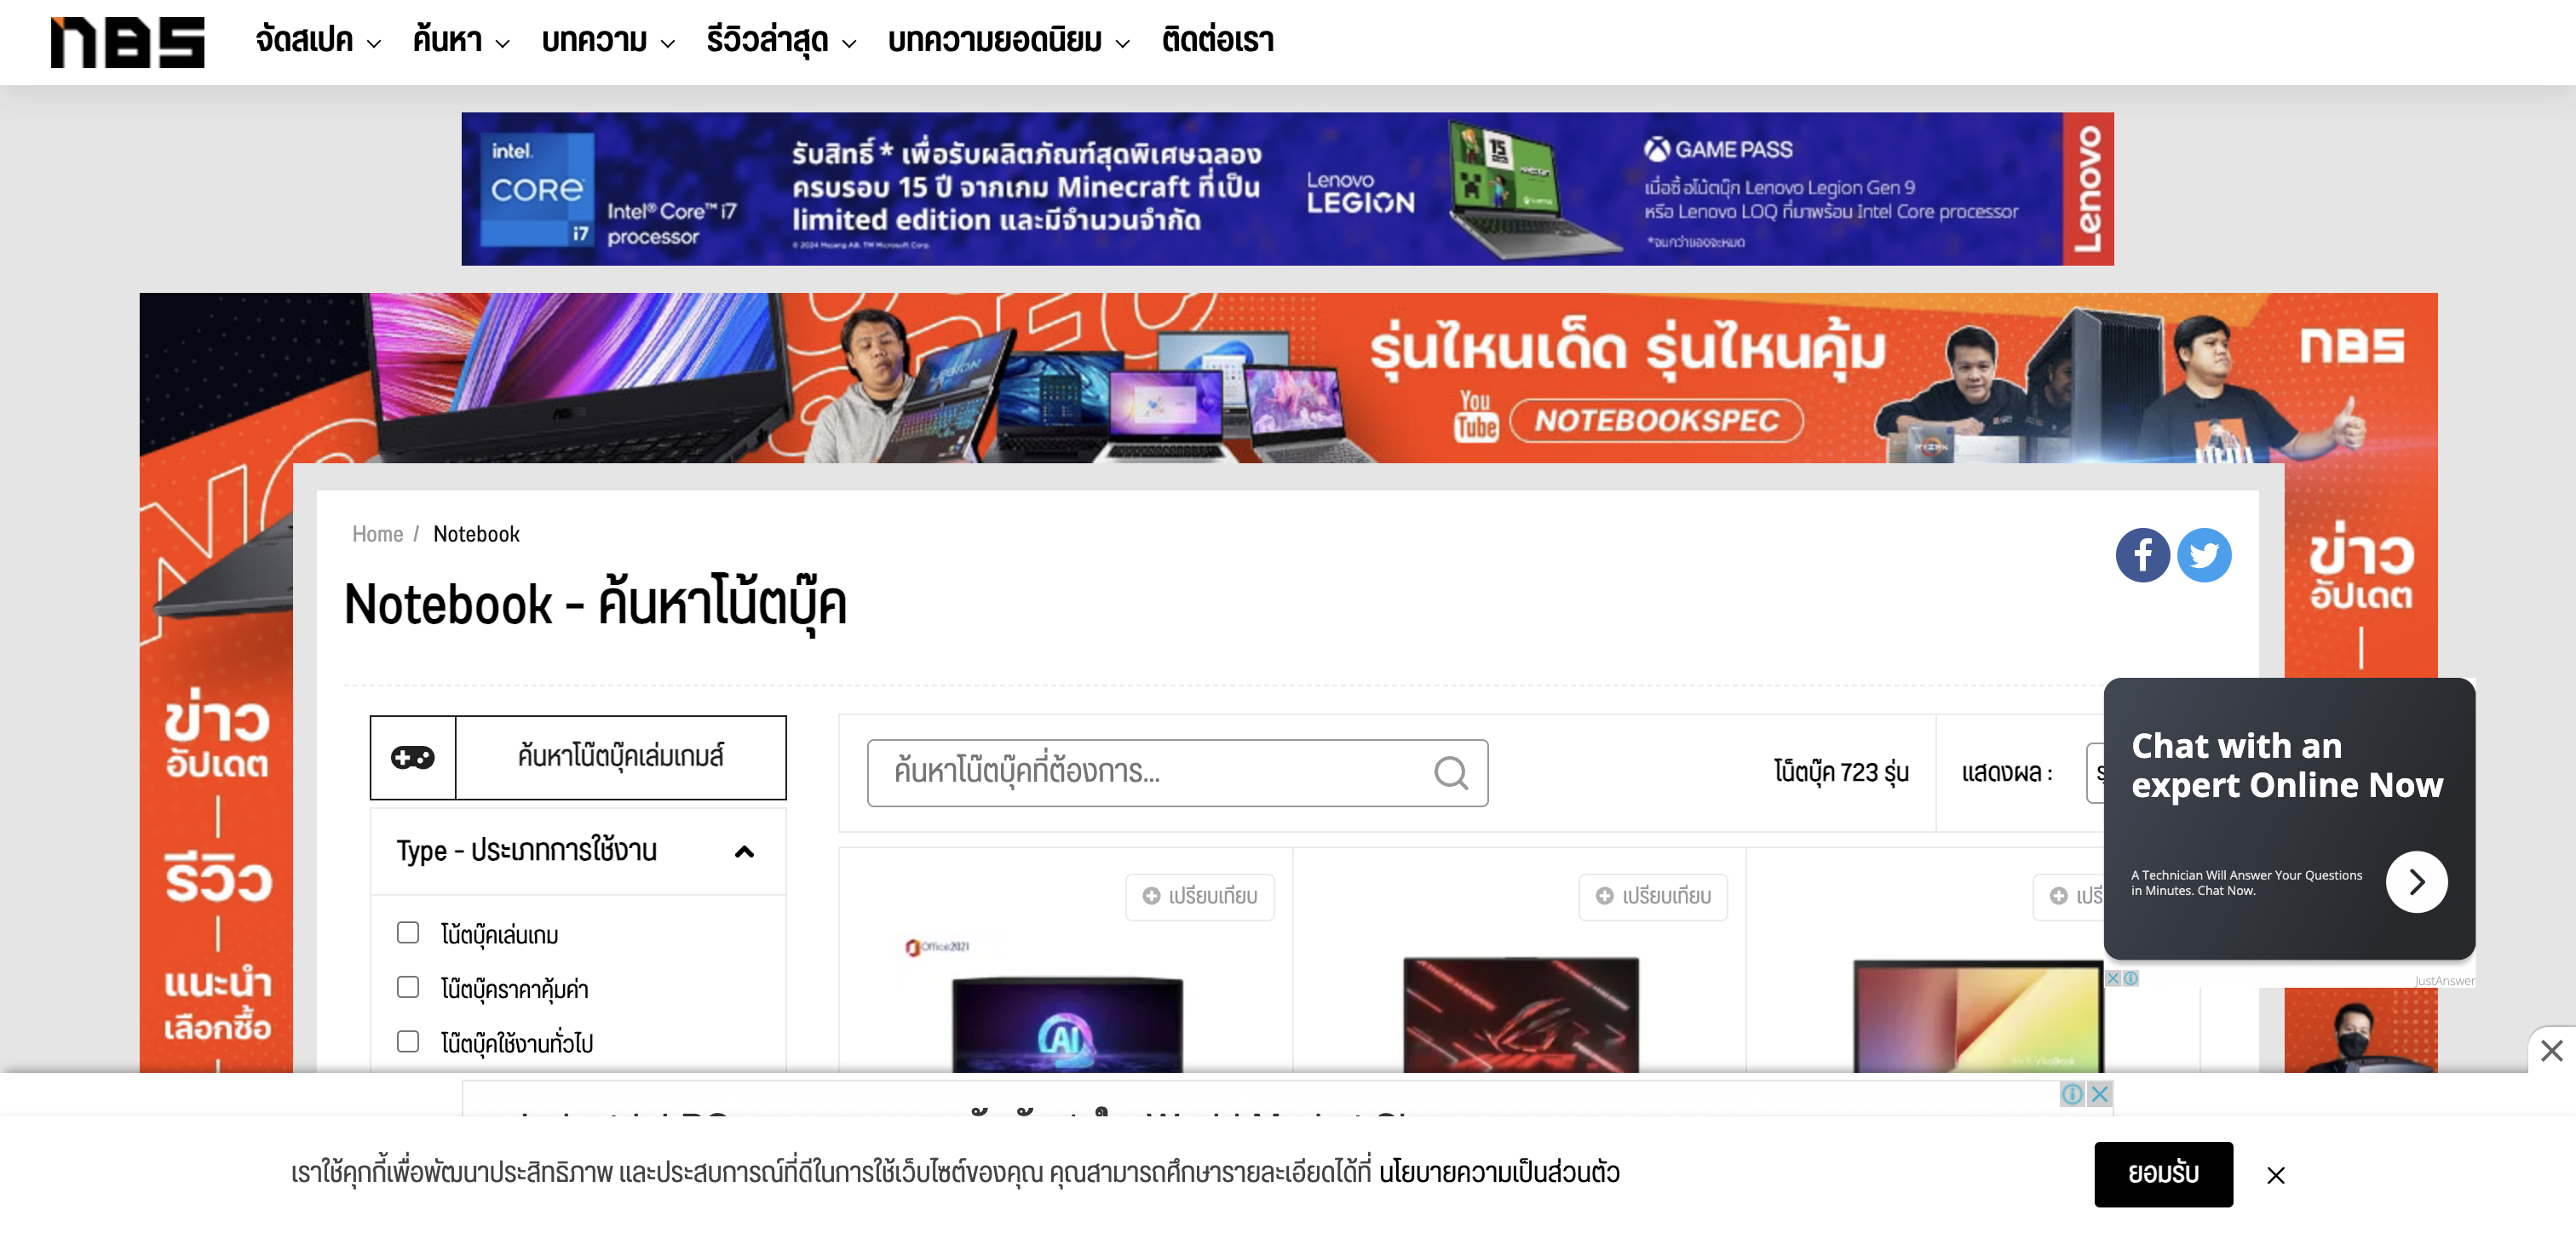 nBS
จัดสเปค
ค้นหา
บทความ
รีวิวล่าสุด
บทความยอดนิยม
ติดต่อเรา
intel.
CORE
i7
Intel® Core™ i7
processor
รับสิทธิ์ * เพื่อรับผลิตภัณฑ์สุดพิเศษฉลอง
ครบรอบ 15 ปี จากเกม Minecraft ที่เป็น
limited edition และมีจำนวนจำกัด
© 2024 Mojang AB. TM Microsoft Corp.
Lenovo
LEGION
15
GAME PASS
เมื่อซื้อโน้ตบุ๊ก Lenovo Legion Gen 9
หรือ Lenovo LOQ ที่มาพร้อม Intel Core processor
*จนกว่าของจะหมด
Lenovo
รุ่นไหนเด็ด รุ่นไหนคุ้ม
You
Tube
NOTEBOOKSPEC
nBS
LEGION
RYZEN
Home / Notebook
Notebook - ค้นหาโน้ตบุ๊ค
ข่าว
อัปเดต
รีวิว
แนะนำ
เลือกซื้อ
ข่าว
อัปเดต
ค้นหาโน๊ตบุ๊คเล่มเกมส์
ค้นหาโน๊ตบุ๊คที่ต้องการ...
โน็ตบุ๊ค 723 รุ่น
แสดงผล :
Type - ประเภทการใช้งาน
โน้ตบุ๊คเล่นเกม
โน๊ตบุ๊คราคาคุ้มค่า
โน๊ตบุ๊คใช้งานทั่วไป
เปรียบเทียบ
เปรียบเทียบ
Office2021
AI
VivoBook
Chat with an
expert Online Now
A Technician Will Answer Your Questions
in Minutes. Chat Now.
JustAnswer
เราใช้คุกกี้เพื่อพัฒนาประสิทธิภาพ และประสบการณ์ที่ดีในการใช้เว็บไซต์ของคุณ คุณสามารถศึกษารายละเอียดได้ที่ นโยบายความเป็นส่วนตัว
ยอมรับ